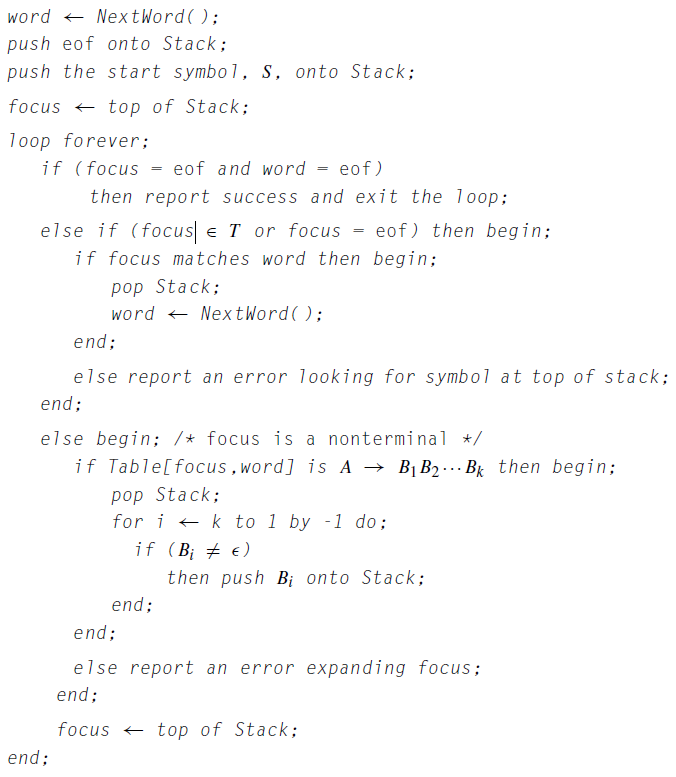 word ← NextWord( );
push eof onto Stack;
push the start symbol, S, onto Stack;
focus ← top of Stack;
loop forever;
if (focus = eof and word = eof)
then report success and exit the loop;
else if (focus ∈ T or focus = eof) then begin;
if focus matches word then begin;
pop Stack;
word ← NextWord( );
end;
else report an error looking for symbol at top of stack;
end;
else begin; /* focus is a nonterminal */
if Table[focus,word] is A → B₁B₂⋯Bₖ then begin;
pop Stack;
for i ← k to 1 by -1 do;
if (Bᵢ ≠ ϵ)
then push Bᵢ onto Stack;
end;
end;
else report an error expanding focus;
end;
focus ← top of Stack;
end;